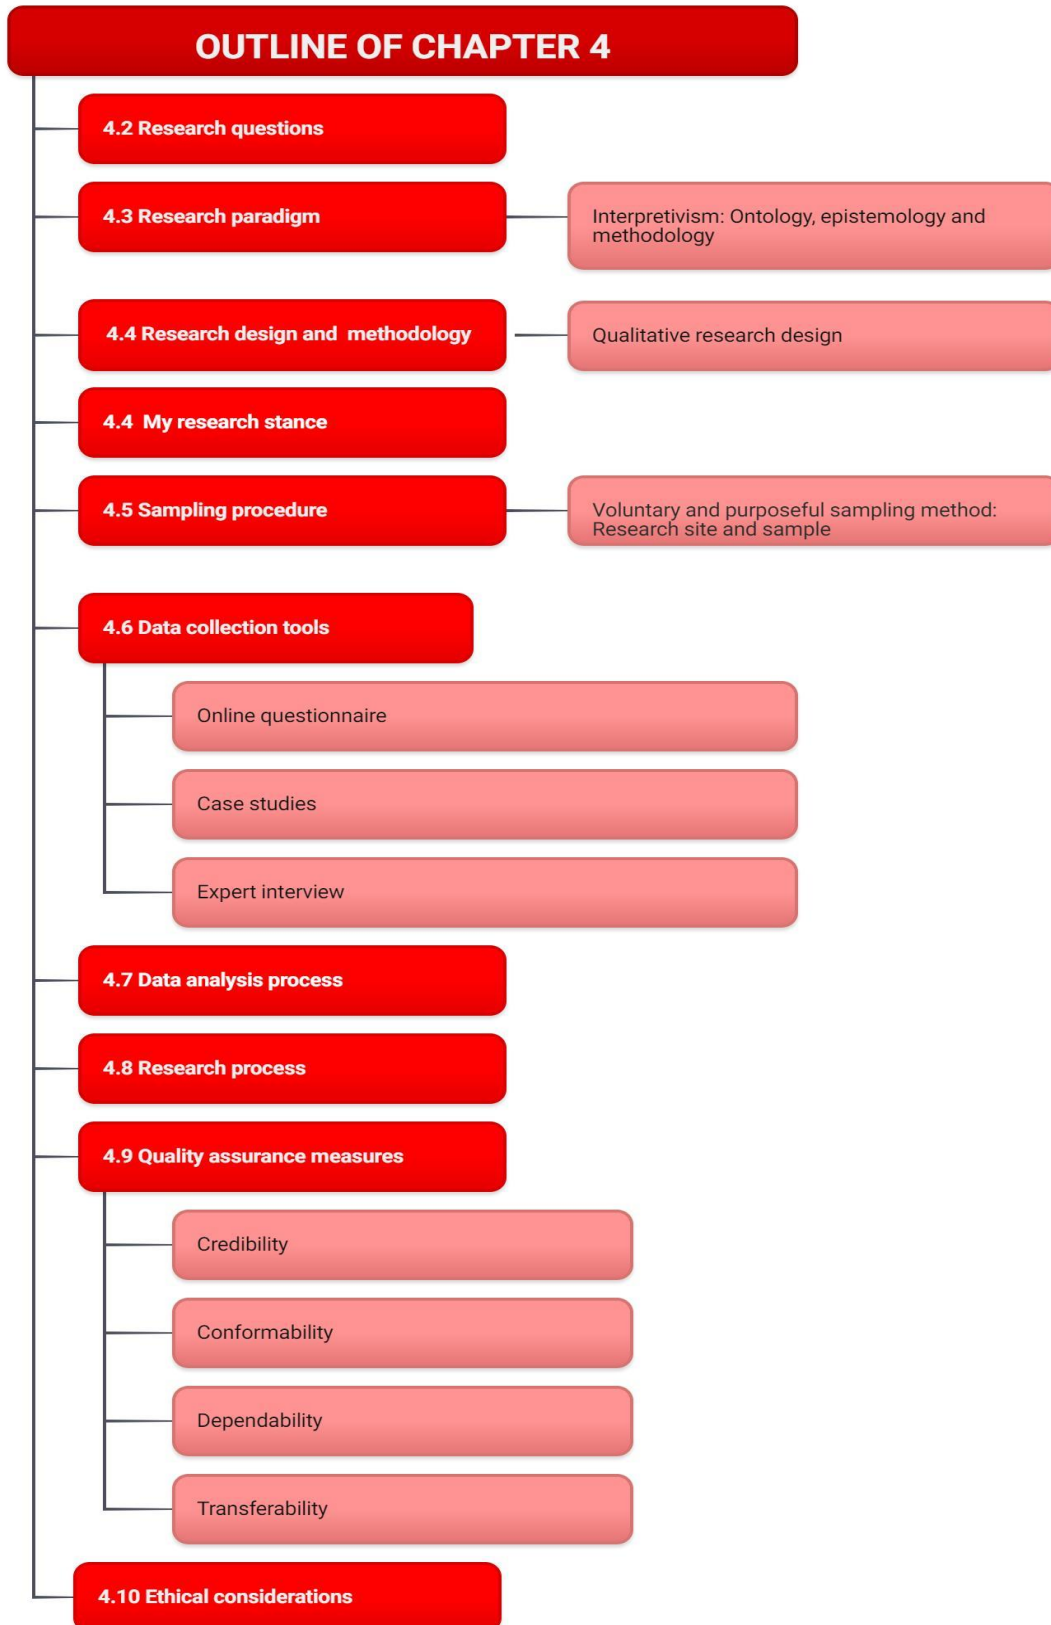 OUTLINE OF CHAPTER 4
4.2 Research questions
4.3 Research paradigm
Interpretivism: Ontology, epistemology and
methodology
4.4 Research design and  methodology
Qualitative research design
4.4  My research stance
4.5 Sampling procedure
Voluntary and purposeful sampling method:
Research site and sample
4.6 Data collection tools
Online questionnaire
Case studies
Expert interview
4.7 Data analysis process
4.8 Research process
4.9 Quality assurance measures
Credibility
Conformability
Dependability
Transferability
4.10 Ethical considerations